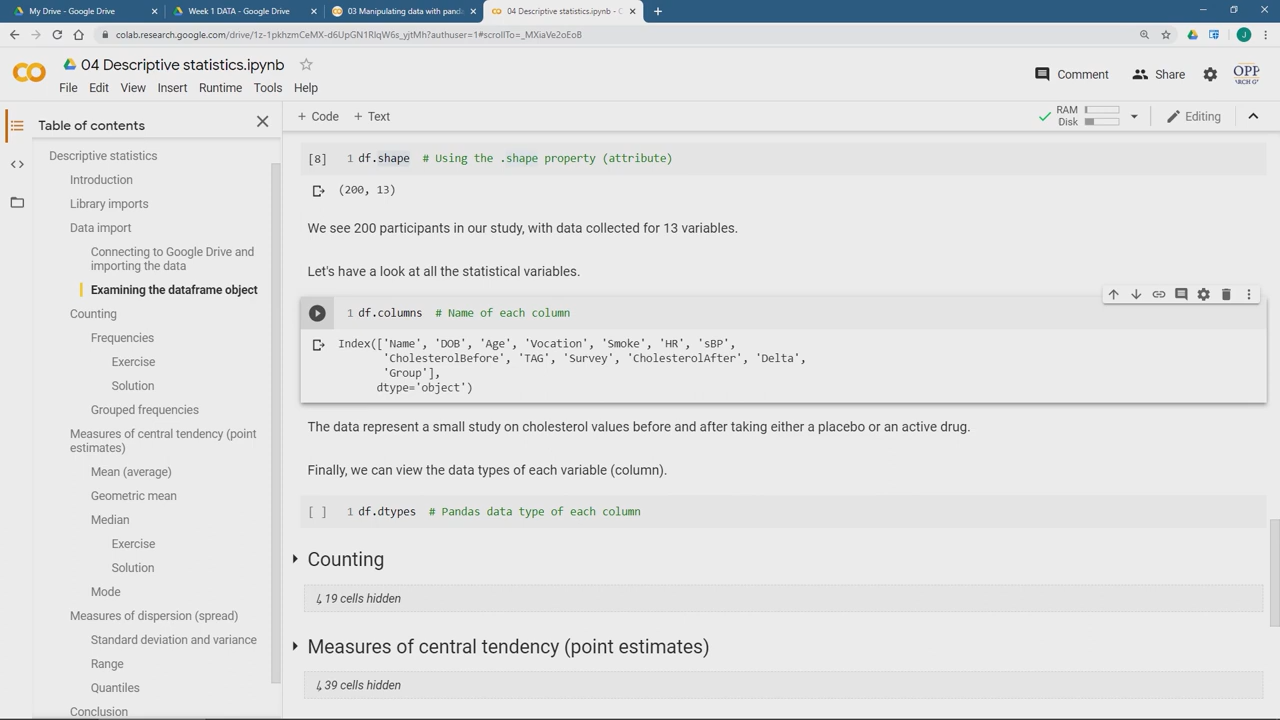 My Drive - Google Drive
Week 1 DATA - Google Drive
03 Manipulating data with panda
04 Descriptive statistics.ipynb - C
colab.research.google.com/drive/1z-1pkhzmCeMX-d6UpGN1RlqW6s_yjtMh?authuser=1#scrollTo=_MXiaVe2oEo8
J
04 Descriptive statistics.ipynb
Comment
Share
OPP
File Edit View Insert Runtime Tools Help
Table of contents
+ Code + Text
RAM
Disk
Editing
Descriptive statistics
Introduction
Library imports
Data import
Connecting to Google Drive and
importing the data
Examining the dataframe object
Counting
Frequencies
Exercise
Solution
Grouped frequencies
Measures of central tendency (point
estimates)
Mean (average)
Geometric mean
Median
Exercise
Solution
Mode
Measures of dispersion (spread)
Standard deviation and variance
Range
Quantiles
Conclusion
[8] 1 df.shape # Using the .shape property (attribute)
(200, 13)
We see 200 participants in our study, with data collected for 13 variables.
Let's have a look at all the statistical variables.
1 df.columns # Name of each column
Index(['Name', 'DOB', 'Age', 'Vocation', 'Smoke', 'HR', 'sBP',
'CholesterolBefore', 'TAG', 'Survey', 'CholesterolAfter', 'Delta',
'Group'],
dtype='object')
The data represent a small study on cholesterol values before and after taking either a placebo or an active drug.
Finally, we can view the data types of each variable (column).
[ ] 1 df.dtypes # Pandas data type of each column
Counting
19 cells hidden
Measures of central tendency (point estimates)
39 cells hidden